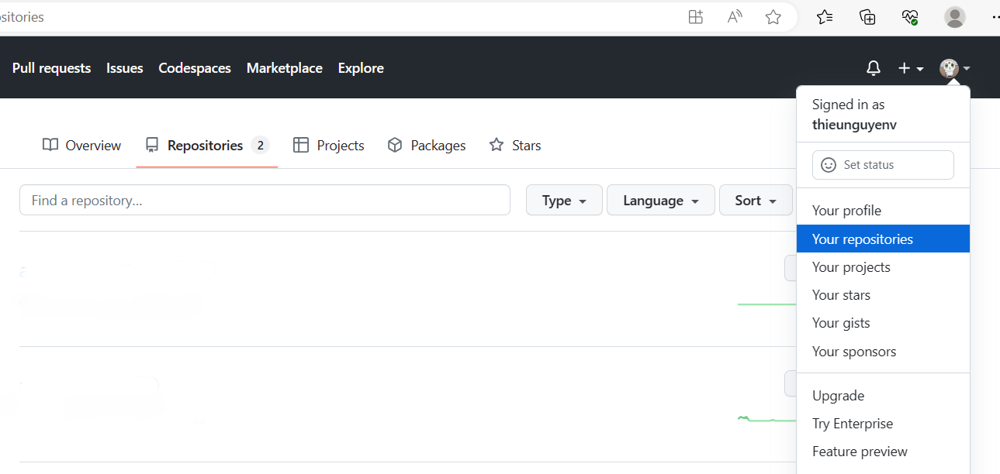 sitories
Pull requests Issues Codespaces Marketplace Explore
Signed in as
thieunguyenv
Overview Repositories 2 Projects Packages Stars
Set status
Find a repository...
Type Language Sort
Your profile
Your repositories
Your projects
Your stars
Your gists
Your sponsors
Upgrade
Try Enterprise
Feature preview